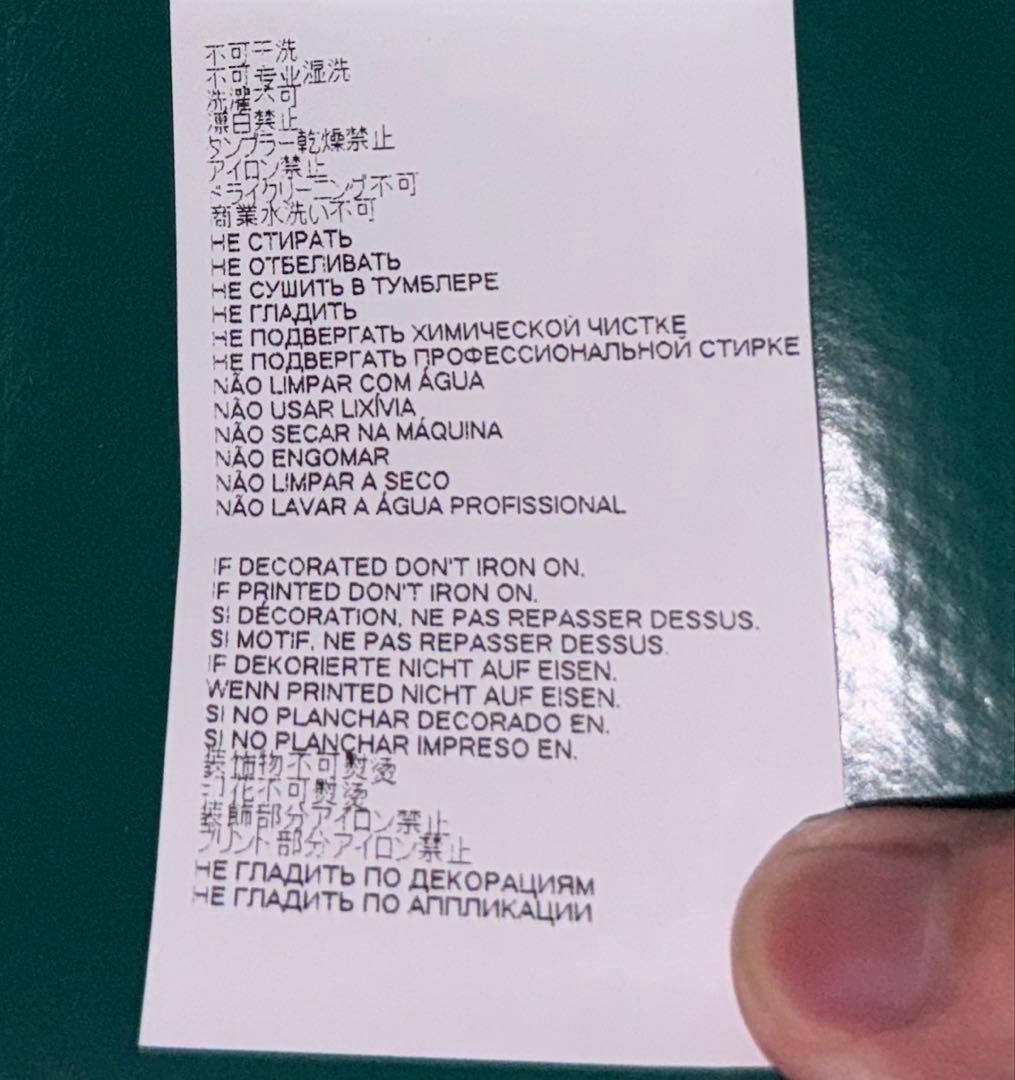 不可干洗
不可专业湿洗
洗濯不可
漂白禁止
タンブラー乾燥禁止
アイロン禁止
ドライクリーニング不可
商業水洗い不可
НЕ СТИРАТЬ
НЕ ОТБЕЛИВАТЬ
НЕ СУШИТЬ В ТУМБЛЕРЕ
НЕ ГЛАДИТЬ
НЕ ПОДВЕРГАТЬ ХИМИЧЕСКОЙ ЧИСТКЕ
НЕ ПОДВЕРГАТЬ ПРОФЕССИОНАЛЬНОЙ СТИРКЕ
NÃO LIMPAR COM ÁGUA
NÃO USAR LIXÍVIA
NÃO SECAR NA MÁQUINA
NÃO ENGOMAR
NÃO LIMPAR A SECO
NÃO LAVAR A ÁGUA PROFISSIONAL
IF DECORATED DON'T IRON ON.
IF PRINTED DON'T IRON ON.
SI DÉCORATION, NE PAS REPASSER DESSUS.
SI MOTIF, NE PAS REPASSER DESSUS.
IF DEKORIERTE NICHT AUF EISEN.
WENN PRINTED NICHT AUF EISEN.
SI NO PLANCHAR DECORADO EN.
SI NO PLANCHAR IMPRESO EN.
装饰物不可熨烫
印花不可熨烫
装飾部分アイロン禁止
プリント部分アイロン禁止
НЕ ГЛАДИТЬ ПО ДЕКОРАЦИЯМ
НЕ ГЛАДИТЬ ПО АППЛИКАЦИИ